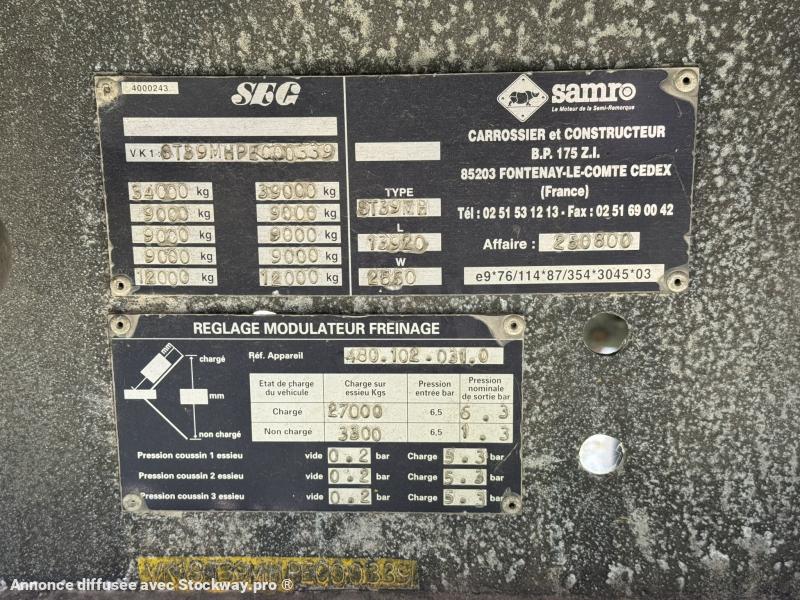 4000243
SEG
VK1: ST39MHPEC00339
34000 kg 39000 kg
9000 kg 9000 kg
9000 kg 9000 kg
9000 kg 9000 kg
12000 kg 12000 kg
TYPE
ST39MH
L
13920
W
2550
samro
Le Moteur de la Semi-Remorque
CARROSSIER et CONSTRUCTEUR
B.P. 175 Z.I.
85203 FONTENAY-LE-COMTE CEDEX
(France)
Tél : 02 51 53 12 13 - Fax : 02 51 69 00 42
Affaire : 230800
e9*76/114*87/354*3045*03
REGLAGE MODULATEUR FREINAGE
mm
chargé
mm
non chargé
Réf. Appareil 480.102-031.0
Etat de charge du véhicule Charge sur essieu Kgs Pression entrée bar Pression nominale de sortie bar
Chargé 27000 6,5 6.3
Non chargé 3300 6,5 1.3
Pression coussin 1 essieu vide 0.2 bar Charge 5.3 bar
Pression coussin 2 essieu vide 0.2 bar Charge 5.3 bar
Pression coussin 3 essieu vide 0.2 bar Charge 5.3 bar
VK1ST39MHPEC00339
Annonce diffusée avec Stockway.pro ®